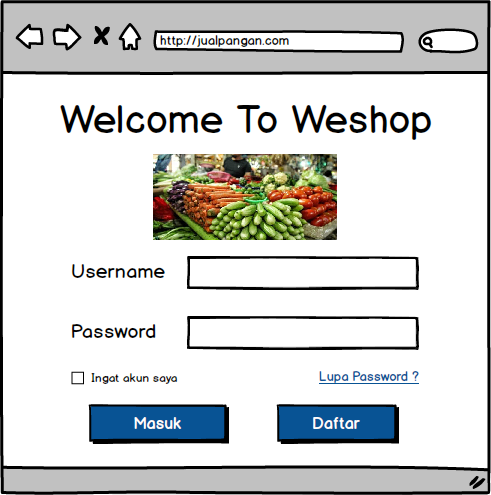 http://jualpangan.com
Welcome To Weshop
Username
Password
Ingat akun saya
Lupa Password ?
Masuk
Daftar